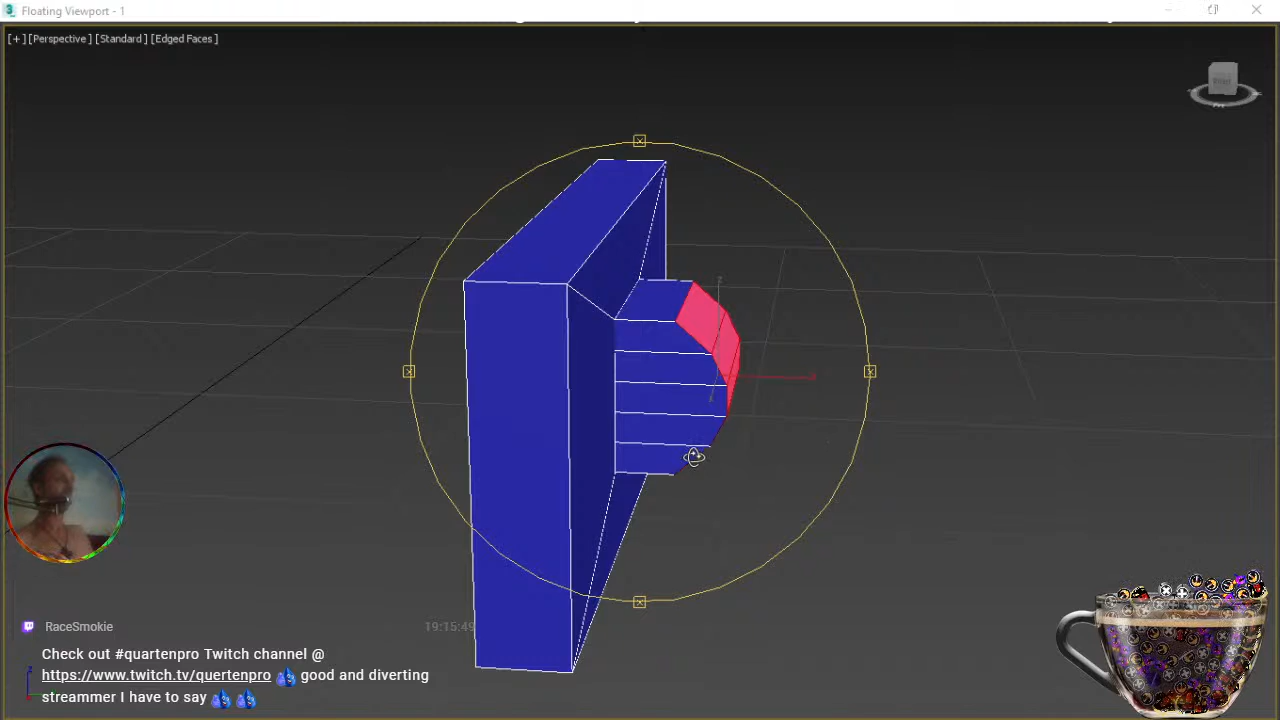 Floating Viewport - 1
[+] [Perspective] [Standard] [Edged Faces]
RaceSmokie
19:15:49
Check out #quartenpro Twitch channel @
https://www.twitch.tv/quertenpro good and diverting
streammer I have to say